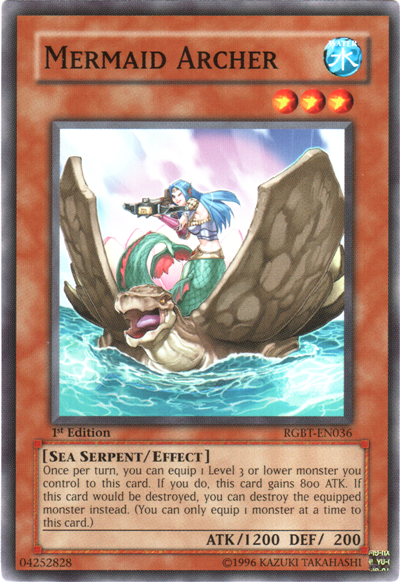 MERMAID ARCHER
WATER
水
1st Edition
RGBT-EN036
[SEA SERPENT/EFFECT]
Once per turn, you can equip 1 Level 3 or lower monster you
control to this card. If you do, this card gains 800 ATK. If
this card would be destroyed, you can destroy the equipped
monster instead. (You can only equip 1 monster at a time to
this card.)
ATK/1200 DEF/ 200
04252828
©1996 KAZUKI TAKAHASHI